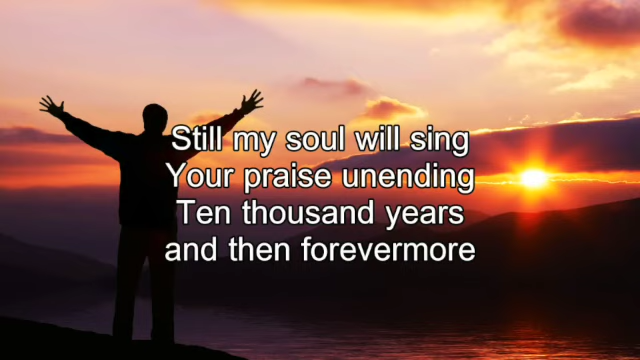 Still my soul will sing
Your praise unending
Ten thousand years
and then forevermore